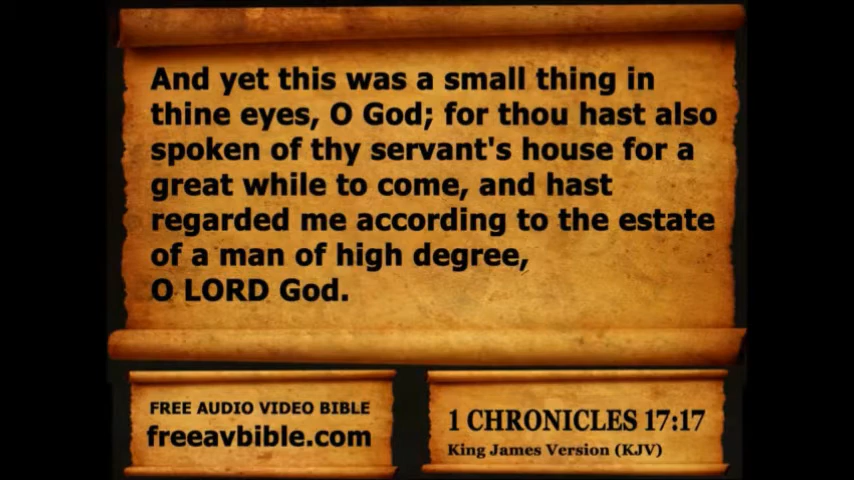 And yet this was a small thing in
thine eyes, O God; for thou hast also
spoken of thy servant's house for a
great while to come, and hast
regarded me according to the estate
of a man of high degree,
O LORD God.
FREE AUDIO VIDEO BIBLE
freeavbible.com
1 CHRONICLES 17:17
King James Version (KJV)